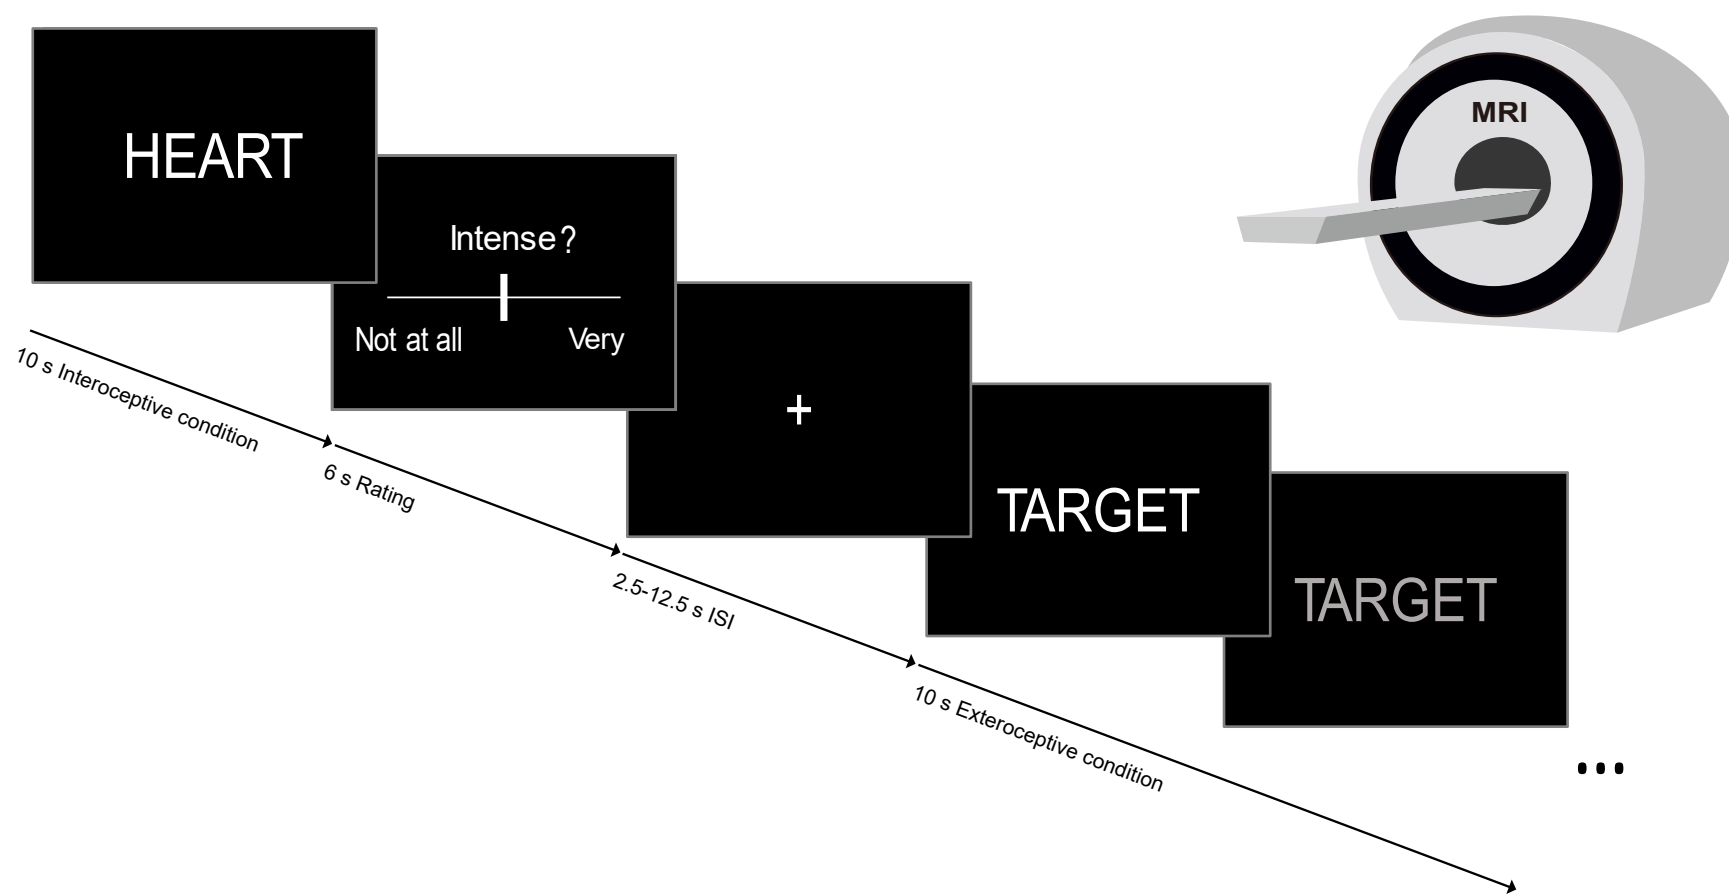 HEART
MRI
Intense?
Not at all
Very
+
TARGET
TARGET
10 s Interoceptive condition
6 s Rating
2.5-12.5 s ISI
10 s Exteroceptive condition
...